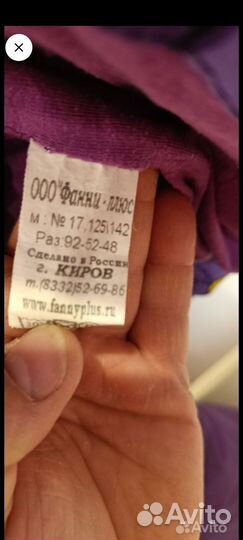 ООО "Фанни-плюс"
м : № 17,125\142
Раз:92-52-48
Сделано в России
г. КИРОВ
т.(8332)52-69-86
www.fannyplus.ru
Avito
Avito